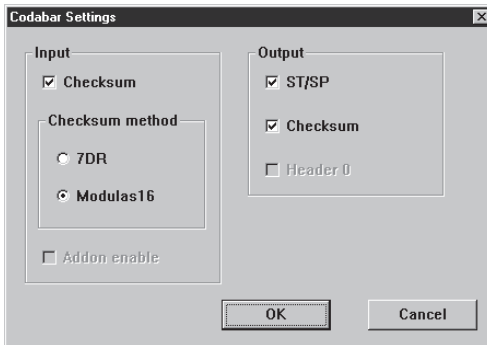 Codabar Settings
Input
Checksum
Checksum method
7DR
Modulas16
Addon enable
Output
ST/SP
Checksum
Header 0
OK
Cancel